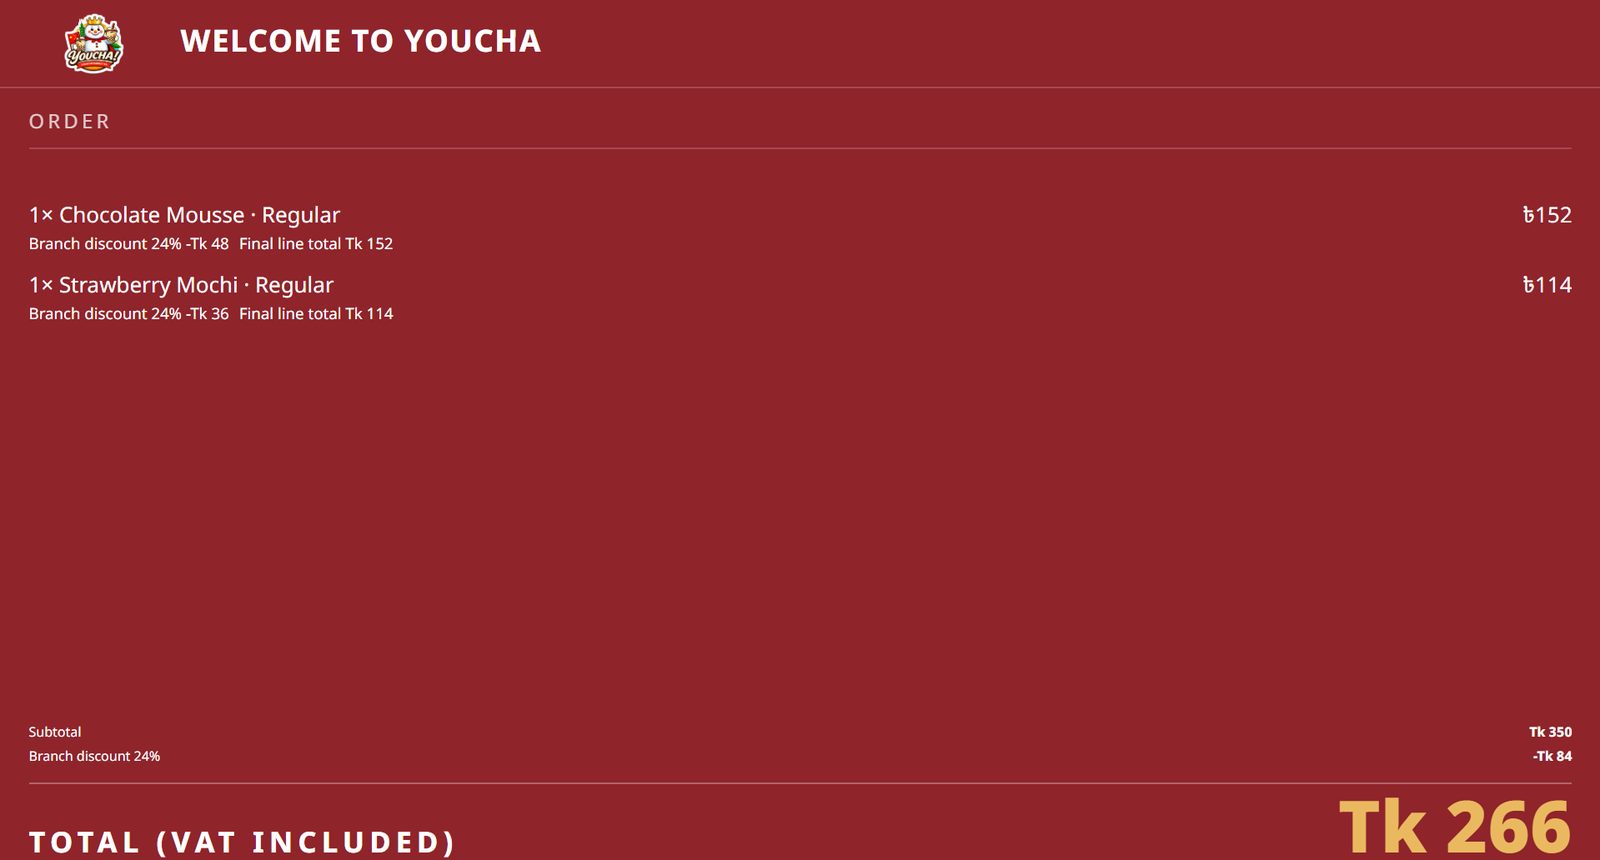 YOUCHA!
WELCOME TO YOUCHA
ORDER
1× Chocolate Mousse · Regular ৳152
Branch discount 24% -Tk 48 Final line total Tk 152
1× Strawberry Mochi · Regular ৳114
Branch discount 24% -Tk 36 Final line total Tk 114
Subtotal Tk 350
Branch discount 24% -Tk 84
TOTAL (VAT INCLUDED) Tk 266